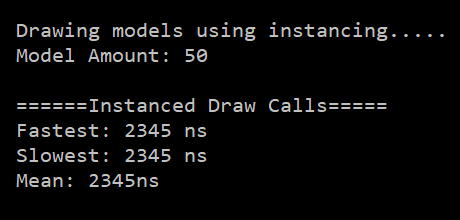 Drawing models using instancing.....
Model Amount: 50
======Instanced Draw Calls=====
Fastest: 2345 ns
Slowest: 2345 ns
Mean: 2345ns